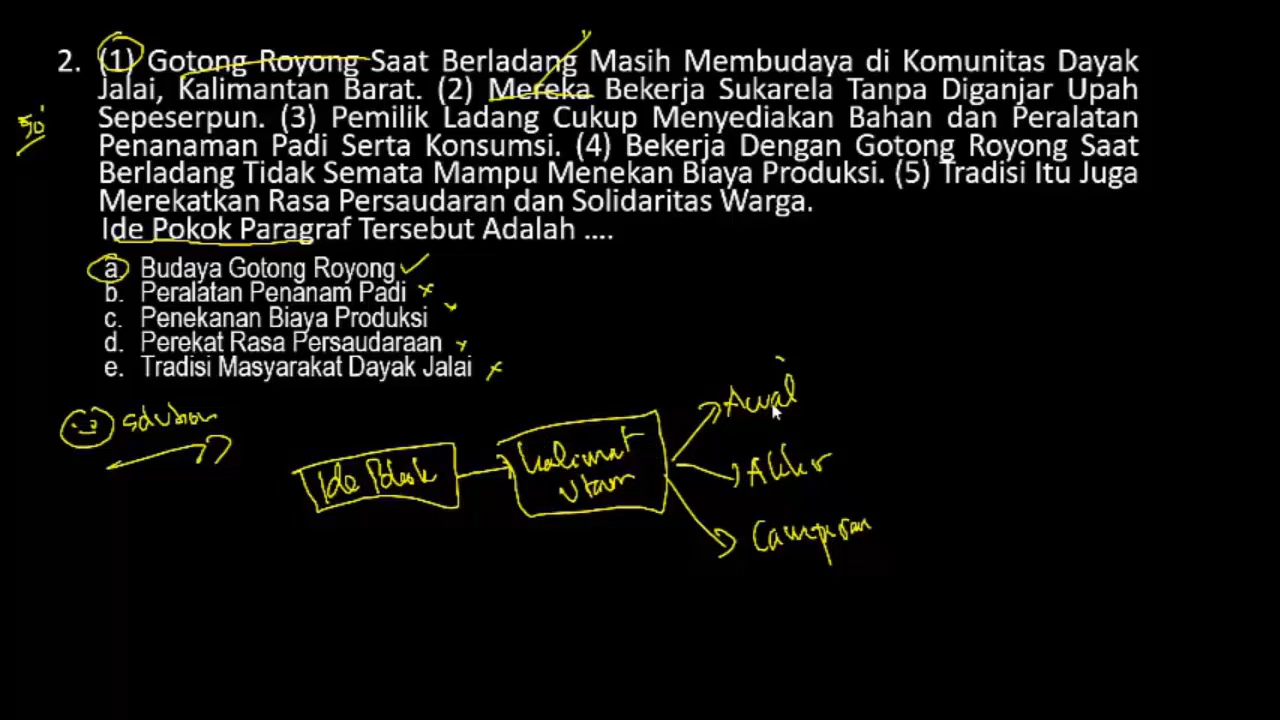 2. (1) Gotong Royong Saat Berladang Masih Membudaya di Komunitas Dayak
Jalai, Kalimantan Barat. (2) Mereka Bekerja Sukarela Tanpa Diganjar Upah
50'
Sepeserpun. (3) Pemilik Ladang Cukup Menyediakan Bahan dan Peralatan
Penanaman Padi Serta Konsumsi. (4) Bekerja Dengan Gotong Royong Saat
Berladang Tidak Semata Mampu Menekan Biaya Produksi. (5) Tradisi Itu Juga
Merekatkan Rasa Persaudaran dan Solidaritas Warga.
Ide Pokok Paragraf Tersebut Adalah ....
a. Budaya Gotong Royong
b. Peralatan Penanam Padi
c. Penekanan Biaya Produksi
d. Perekat Rasa Persaudaraan
e. Tradisi Masyarakat Dayak Jalai
solution
Ide Pokok
Kalimat
Utama
Awal
Akhir
Campuran